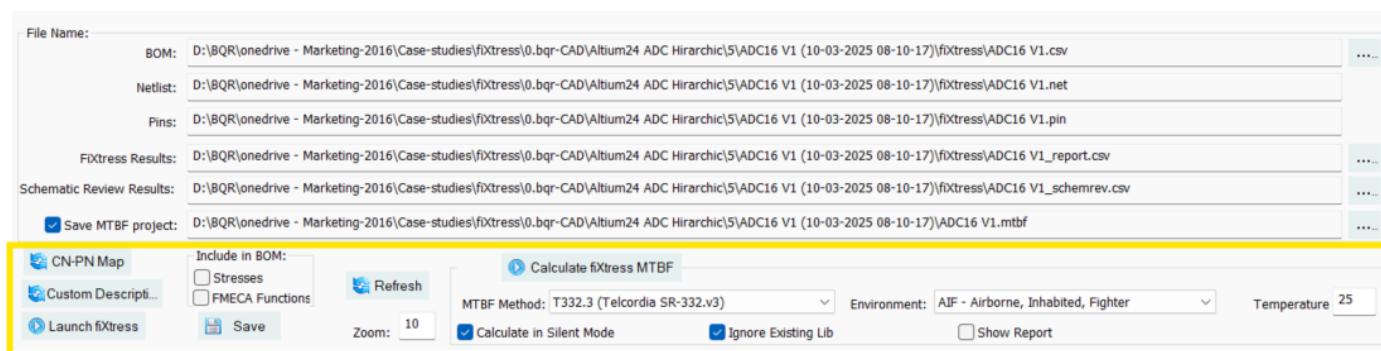 File Name:
BOM: D:\BQR\onedrive - Marketing-2016\Case-studies\fiXtress\0.bqr-CAD\Altium24 ADC Hirarchic\5\ADC16 V1 (10-03-2025 08-10-17)\fiXtress\ADC16 V1.csv ....
Netlist: D:\BQR\onedrive - Marketing-2016\Case-studies\fiXtress\0.bqr-CAD\Altium24 ADC Hirarchic\5\ADC16 V1 (10-03-2025 08-10-17)\fiXtress\ADC16 V1.net
Pins: D:\BQR\onedrive - Marketing-2016\Case-studies\fiXtress\0.bqr-CAD\Altium24 ADC Hirarchic\5\ADC16 V1 (10-03-2025 08-10-17)\fiXtress\ADC16 V1.pin
FiXtress Results: D:\BQR\onedrive - Marketing-2016\Case-studies\fiXtress\0.bqr-CAD\Altium24 ADC Hirarchic\5\ADC16 V1 (10-03-2025 08-10-17)\fiXtress\ADC16 V1_report.csv ....
Schematic Review Results: D:\BQR\onedrive - Marketing-2016\Case-studies\fiXtress\0.bqr-CAD\Altium24 ADC Hirarchic\5\ADC16 V1 (10-03-2025 08-10-17)\fiXtress\ADC16 V1_schemrev.csv ....
Save MTBF project: D:\BQR\onedrive - Marketing-2016\Case-studies\fiXtress\0.bqr-CAD\Altium24 ADC Hirarchic\5\ADC16 V1 (10-03-2025 08-10-17)\ADC16 V1.mtbf ....
CN-PN Map
Custom Descripti...
Launch fiXtress
Include in BOM:
Stresses
FMECA Functions
Save
Refresh
Zoom: 10
Calculate fiXtress MTBF
MTBF Method: T332.3 (Telcordia SR-332.v3) Environment: AIF - Airborne, Inhabited, Fighter Temperature 25
Calculate in Silent Mode Ignore Existing Lib Show Report